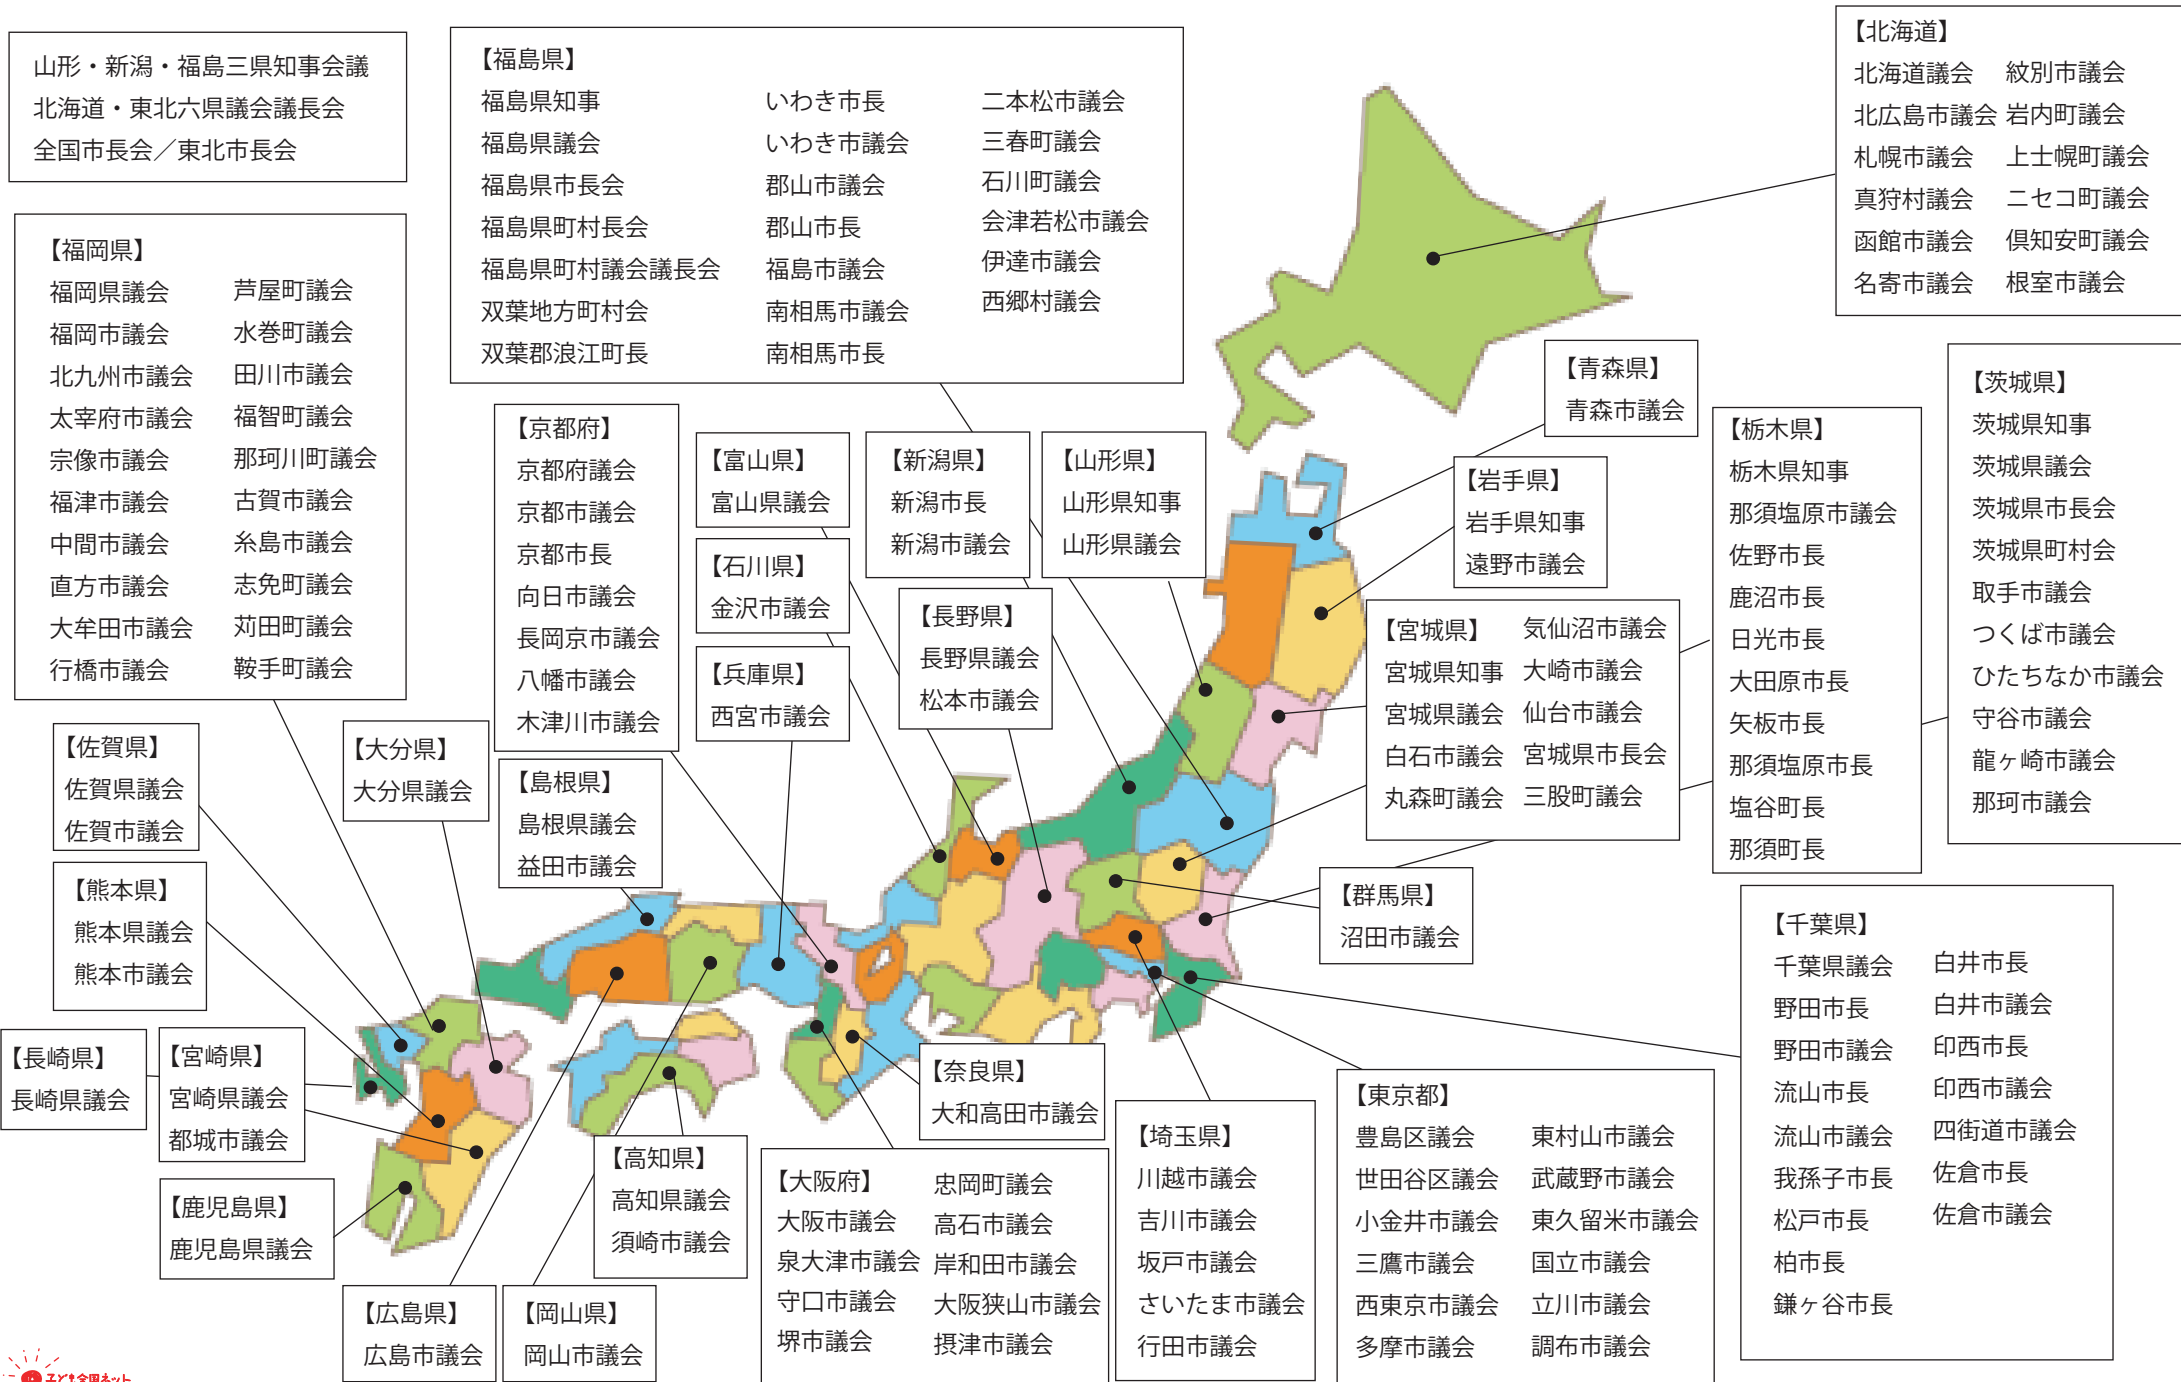 山形・新潟・福島三県知事会議
北海道・東北六県議会議長会
全国市長会／東北市長会
【福島県】
福島県知事
福島県議会
福島県市長会
福島県町村長会
福島県町村議会議長会
双葉地方町村会
双葉郡浪江町長
いわき市長
いわき市議会
郡山市議会
郡山市長
福島市議会
南相馬市議会
南相馬市長
二本松市議会
三春町議会
石川町議会
会津若松市議会
伊達市議会
西郷村議会
【北海道】
北海道議会
北広島市議会
札幌市議会
真狩村議会
函館市議会
名寄市議会
紋別市議会
岩内町議会
上士幌町議会
ニセコ町議会
倶知安町議会
根室市議会
【福岡県】
福岡県議会
福岡市議会
北九州市議会
太宰府市議会
宗像市議会
福津市議会
中間市議会
直方市議会
大牟田市議会
行橋市議会
芦屋町議会
水巻町議会
田川市議会
福智町議会
那珂川町議会
古賀市議会
糸島市議会
志免町議会
苅田町議会
鞍手町議会
【京都府】
京都府議会
京都市議会
京都市長
向日市議会
長岡京市議会
八幡市議会
木津川市議会
【富山県】
富山県議会
【石川県】
金沢市議会
【兵庫県】
西宮市議会
【新潟県】
新潟市長
新潟市議会
【長野県】
長野県議会
松本市議会
【山形県】
山形県知事
山形県議会
【青森県】
青森市議会
【岩手県】
岩手県知事
遠野市議会
【宮城県】
宮城県知事
宮城県議会
白石市議会
丸森町議会
気仙沼市議会
大崎市議会
仙台市議会
宮城県市長会
三股町議会
【栃木県】
栃木県知事
那須塩原市議会
佐野市長
鹿沼市長
日光市長
大田原市長
矢板市長
那須塩原市長
塩谷町長
那須町長
【茨城県】
茨城県知事
茨城県議会
茨城県市長会
茨城県町村会
取手市議会
つくば市議会
ひたちなか市議会
守谷市議会
龍ヶ崎市議会
那珂市議会
【佐賀県】
佐賀県議会
佐賀市議会
【大分県】
大分県議会
【島根県】
島根県議会
益田市議会
【熊本県】
熊本県議会
熊本市議会
【群馬県】
沼田市議会
【千葉県】
千葉県議会
野田市長
野田市議会
流山市長
流山市議会
我孫子市長
松戸市長
柏市長
鎌ヶ谷市長
白井市長
白井市議会
印西市長
印西市議会
四街道市議会
佐倉市長
佐倉市議会
【長崎県】
長崎県議会
【宮崎県】
宮崎県議会
都城市議会
【鹿児島県】
鹿児島県議会
【広島県】
広島市議会
【岡山県】
岡山市議会
【高知県】
高知県議会
須崎市議会
【奈良県】
大和高田市議会
【大阪府】
大阪市議会
泉大津市議会
守口市議会
堺市議会
忠岡町議会
高石市議会
岸和田市議会
大阪狭山市議会
摂津市議会
【埼玉県】
川越市議会
吉川市議会
坂戸市議会
さいたま市議会
行田市議会
【東京都】
豊島区議会
世田谷区議会
小金井市議会
三鷹市議会
西東京市議会
多摩市議会
東村山市議会
武蔵野市議会
東久留米市議会
国立市議会
立川市議会
調布市議会
子ども全国ネット